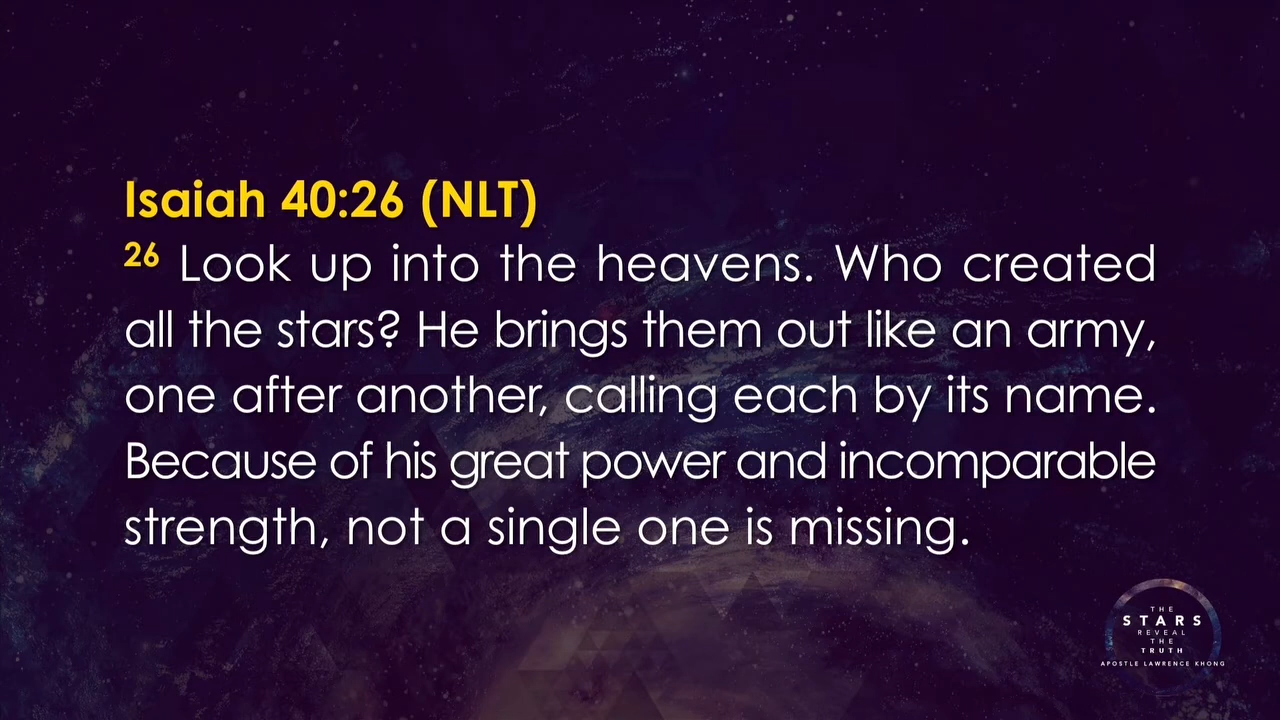 Isaiah 40:26 (NLT)
26 Look up into the heavens. Who created
all the stars? He brings them out like an army,
one after another, calling each by its name.
Because of his great power and incomparable
strength, not a single one is missing.
THE
STARS
REVEAL
THE
TRUTH
APOSTLE LAWRENCE KHONG